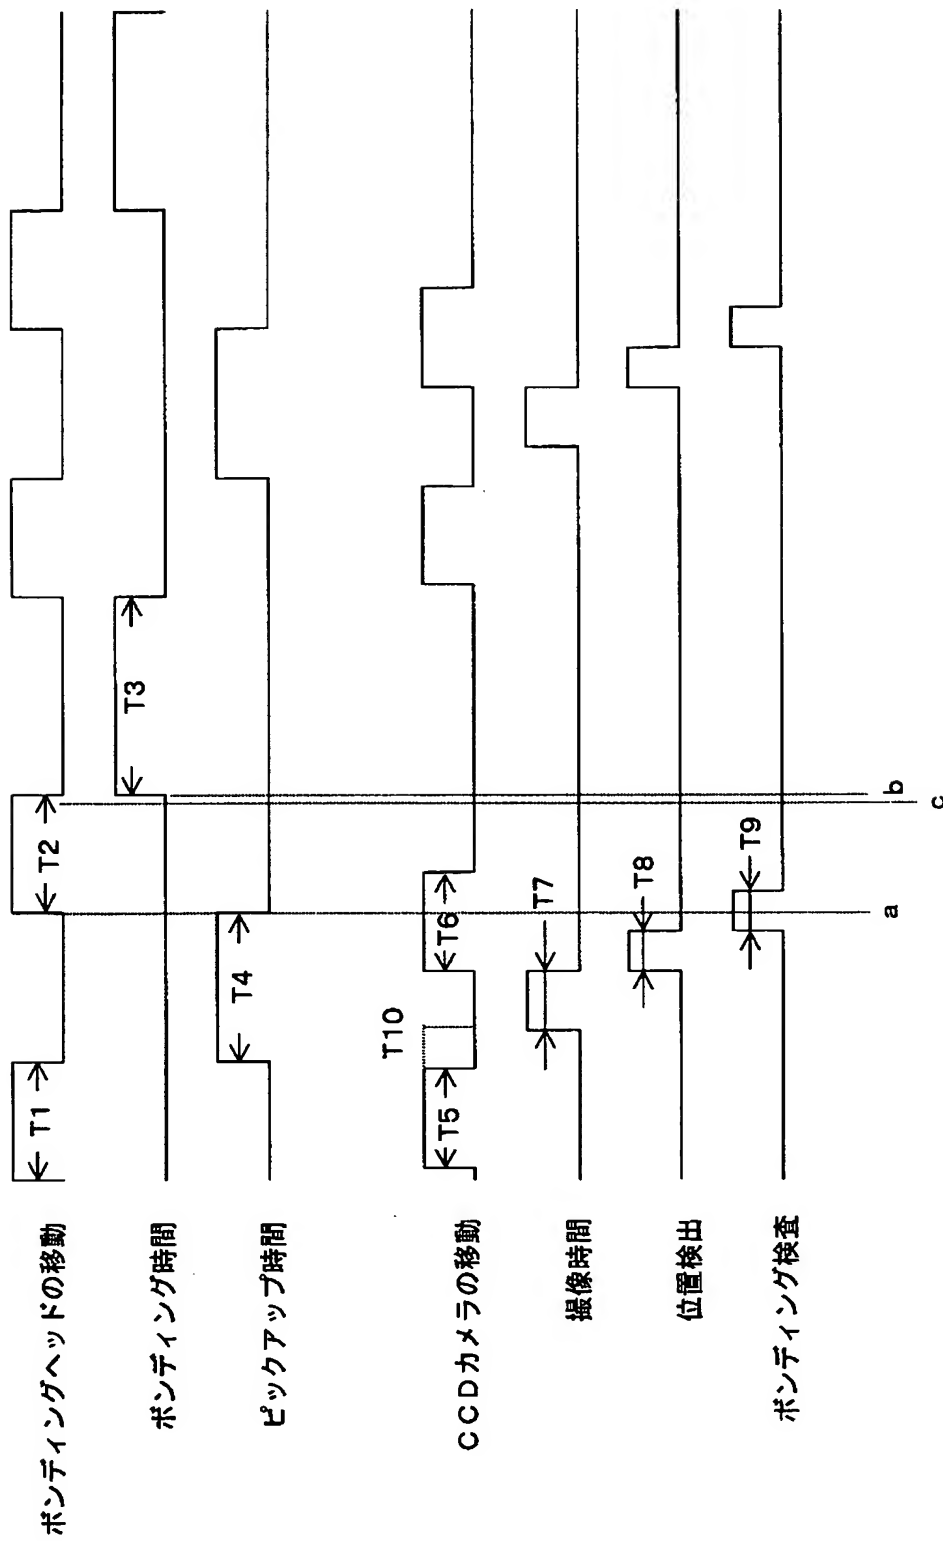 ボンディングヘッドの移動
T1
T2
ボンディング時間
T3
ピックアップ時間
T4
CCDカメラの移動
T5
T10
T6
撮像時間
T7
位置検出
T8
ボンディング検査
T9
a
b
c